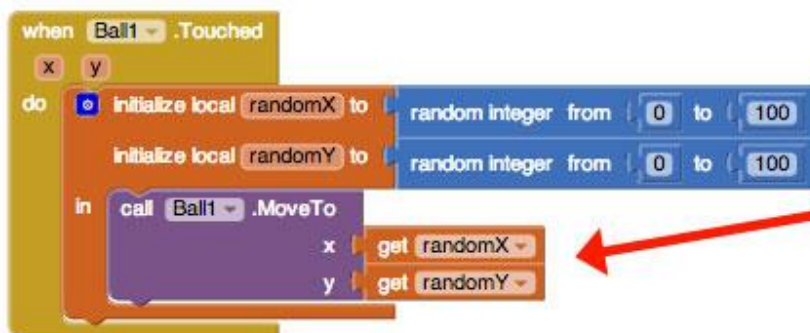 when Ball1 .Touched
x y
do initialize local randomX to random integer from 0 to 100
initialize local randomY to random integer from 0 to 100
in call Ball1 .MoveTo
x get randomX
y get randomY